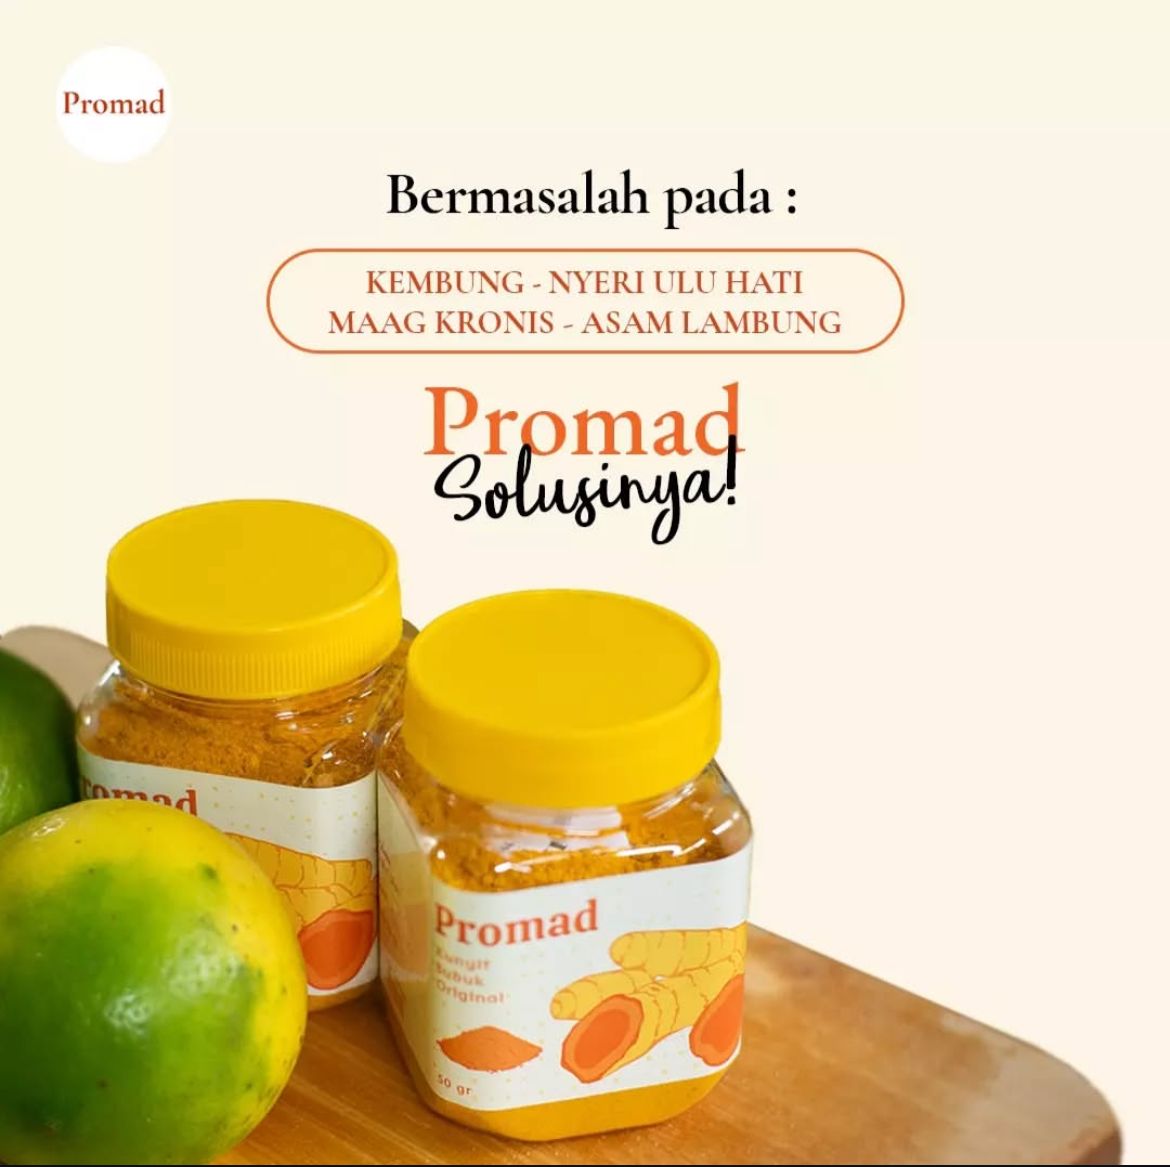 Promad
Bermasalah pada :
KEMBUNG - NYERI ULU HATI
MAAG KRONIS - ASAM LAMBUNG
Promad
Solusinya!
romad
Promad
Kunyit
Bubuk
Original
50 gr